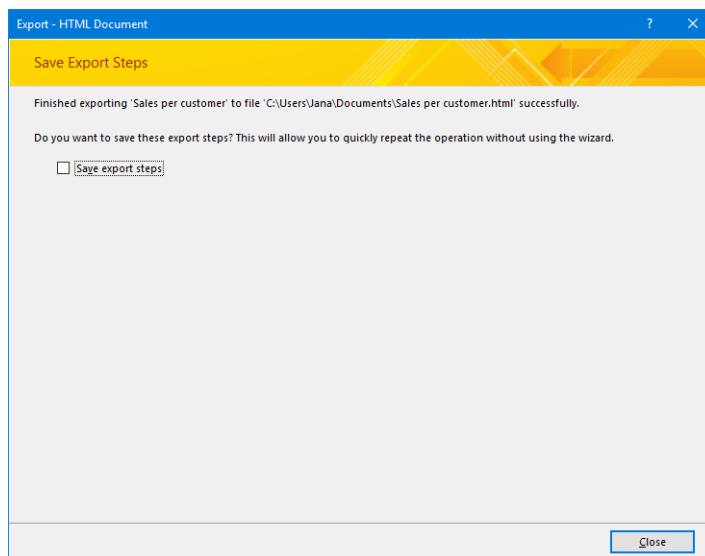 Export - HTML Document
Save Export Steps
Finished exporting 'Sales per customer' to file 'C:\Users\Jana\Documents\Sales per customer.html' successfully.
Do you want to save these export steps? This will allow you to quickly repeat the operation without using the wizard.
Save export steps
Close